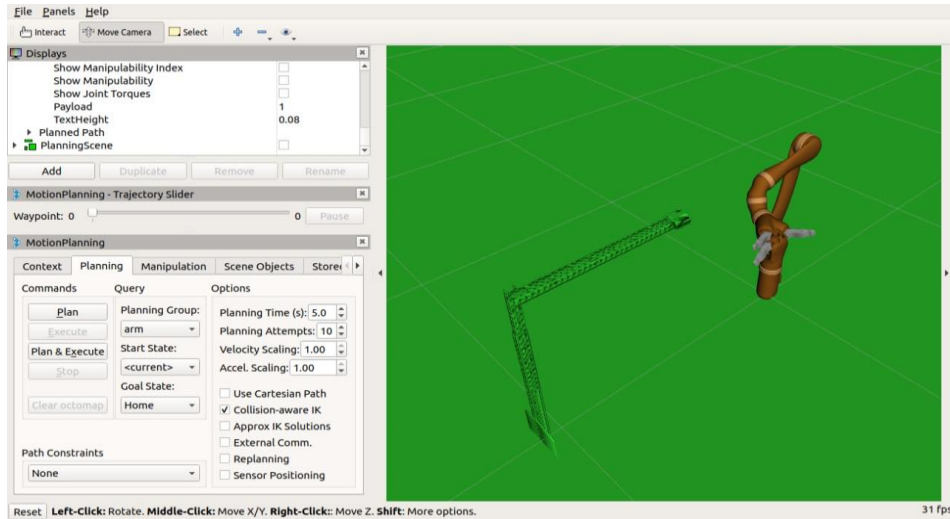 File Panels Help
Interact Move Camera Select
Displays
Show Manipulability Index
Show Manipulability
Show Joint Torques
Payload 1
TextHeight 0.08
Planned Path
PlanningScene
Add Duplicate Remove Rename
MotionPlanning - Trajectory Slider
Waypoint: 0 0 Pause
MotionPlanning
Context Planning Manipulation Scene Objects
Commands Query Options
Plan Planning Group: Planning Time (s): 5.0
Execute arm Planning Attempts: 10
Plan & Execute Start State: Velocity Scaling: 1.00
Stop <current> Accel. Scaling: 1.00
Goal State: Use Cartesian Path
Clear octomap Home Collision-aware IK
Approx IK Solutions
External Comm.
Path Constraints Replanning
None Sensor Positioning
Reset Left-Click: Rotate. Middle-Click: Move X/Y. Right-Click:: Move Z. Shift: More options. 31 fps